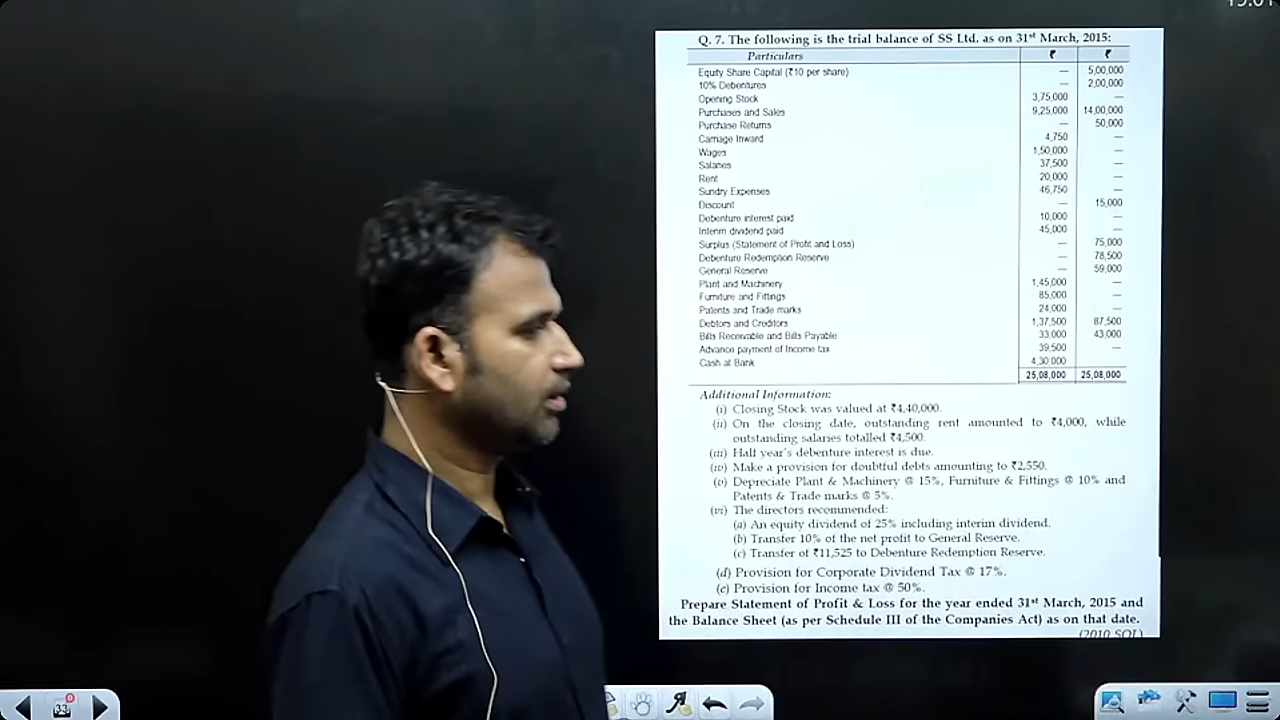 Q. 7. The following is the trial balance of SS Ltd. as on 31st March, 2015:
Particulars ₹ ₹
Equity Share Capital (₹10 per share) — 5,00,000
10% Debentures — 2,00,000
Opening Stock 3,75,000 —
Purchases and Sales 9,25,000 14,00,000
Purchase Returns — 50,000
Carriage Inward 4,750 —
Wages 1,50,000 —
Salaries 37,500 —
Rent 20,000 —
Sundry Expenses 46,750 —
Discount — 15,000
Debenture interest paid 10,000 —
Interim dividend paid 45,000 —
Surplus (Statement of Profit and Loss) — 75,000
Debenture Redemption Reserve — 78,500
General Reserve — 59,000
Plant and Machinery 1,45,000 —
Furniture and Fittings 85,000 —
Patents and Trade marks 24,000 —
Debtors and Creditors 1,37,500 87,500
Bills Receivable and Bills Payable 33,000 43,000
Advance payment of Income tax 39,500 —
Cash at Bank 4,30,000
25,08,000 25,08,000
Additional Information:
(i) Closing Stock was valued at ₹4,40,000.
(ii) On the closing date, outstanding rent amounted to ₹4,000, while
outstanding salaries totalled ₹4,500.
(iii) Half year's debenture interest is due.
(iv) Make a provision for doubtful debts amounting to ₹2,550.
(v) Depreciate Plant & Machinery @ 15%, Furniture & Fittings @ 10% and
Patents & Trade marks @ 5%.
(vi) The directors recommended:
(a) An equity dividend of 25% including interim dividend.
(b) Transfer 10% of the net profit to General Reserve.
(c) Transfer of ₹11,525 to Debenture Redemption Reserve.
(d) Provision for Corporate Dividend Tax @ 17%.
(e) Provision for Income tax @ 50%.
Prepare Statement of Profit & Loss for the year ended 31st March, 2015 and
the Balance Sheet (as per Schedule III of the Companies Act) as on that date.
(2010 SOL)
33
0